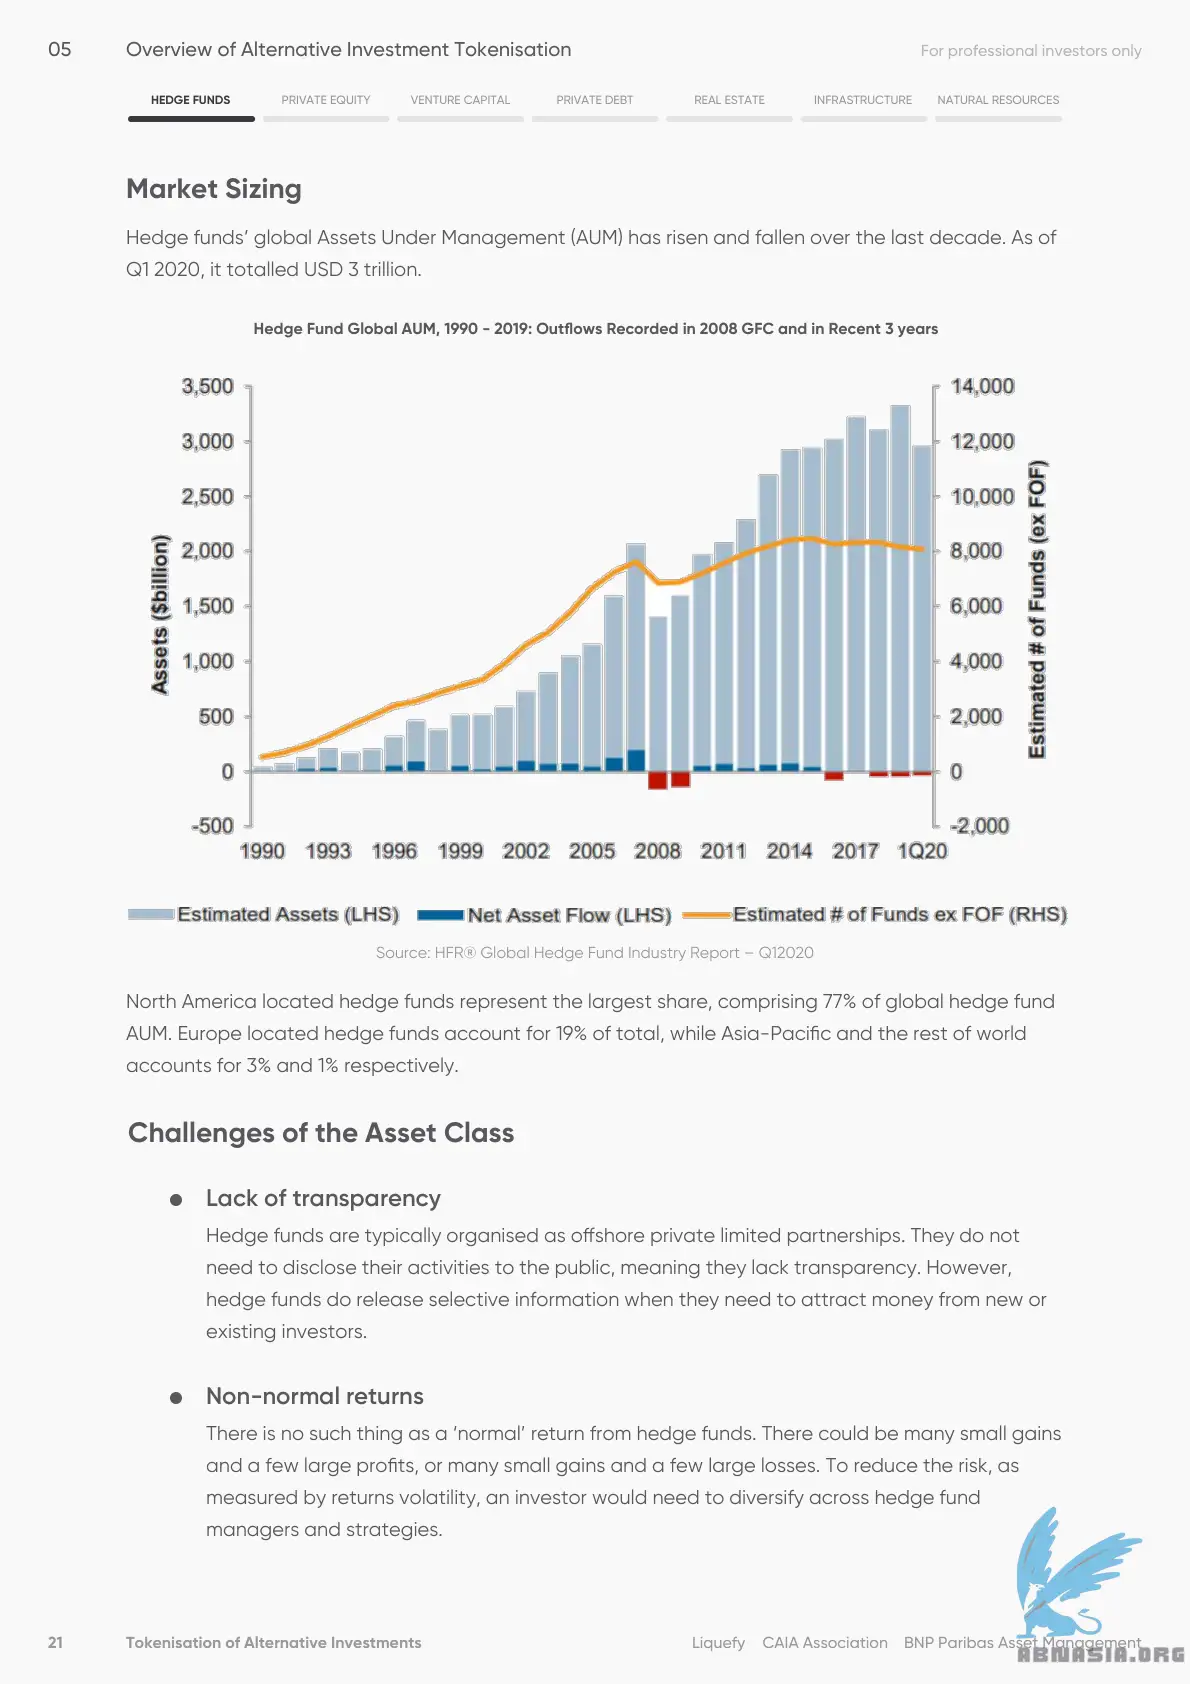 05 Overview of Alternative Investment Tokenisation For professional investors only
HEDGE FUNDS PRIVATE EQUITY VENTURE CAPITAL PRIVATE DEBT REAL ESTATE INFRASTRUCTURE NATURAL RESOURCES
Market Sizing
Hedge funds’ global Assets Under Management (AUM) has risen and fallen over the last decade. As of
Q1 2020, it totalled USD 3 trillion.
Hedge Fund Global AUM, 1990 - 2019: Outflows Recorded in 2008 GFC and in Recent 3 years
3,500 14,000
3,000 12,000
2,500 10,000
2,000 8,000
1,500 6,000
1,000 4,000
500 2,000
0 0
-500 -2,000
Assets ($billion)
Estimated # of Funds (ex FOF)
1990 1993 1996 1999 2002 2005 2008 2011 2014 2017 1Q20
Estimated Assets (LHS) Net Asset Flow (LHS) Estimated # of Funds ex FOF (RHS)
Source: HFR® Global Hedge Fund Industry Report – Q12020
North America located hedge funds represent the largest share, comprising 77% of global hedge fund
AUM. Europe located hedge funds account for 19% of total, while Asia-Pacific and the rest of world
accounts for 3% and 1% respectively.
Challenges of the Asset Class
● Lack of transparency
Hedge funds are typically organised as offshore private limited partnerships. They do not
need to disclose their activities to the public, meaning they lack transparency. However,
hedge funds do release selective information when they need to attract money from new or
existing investors.
● Non-normal returns
There is no such thing as a ‘normal’ return from hedge funds. There could be many small gains
and a few large profits, or many small gains and a few large losses. To reduce the risk, as
measured by returns volatility, an investor would need to diversify across hedge fund
managers and strategies.
21 Tokenisation of Alternative Investments Liquefy CAIA Association BNP Paribas Asset Management
ABNASIA.ORG